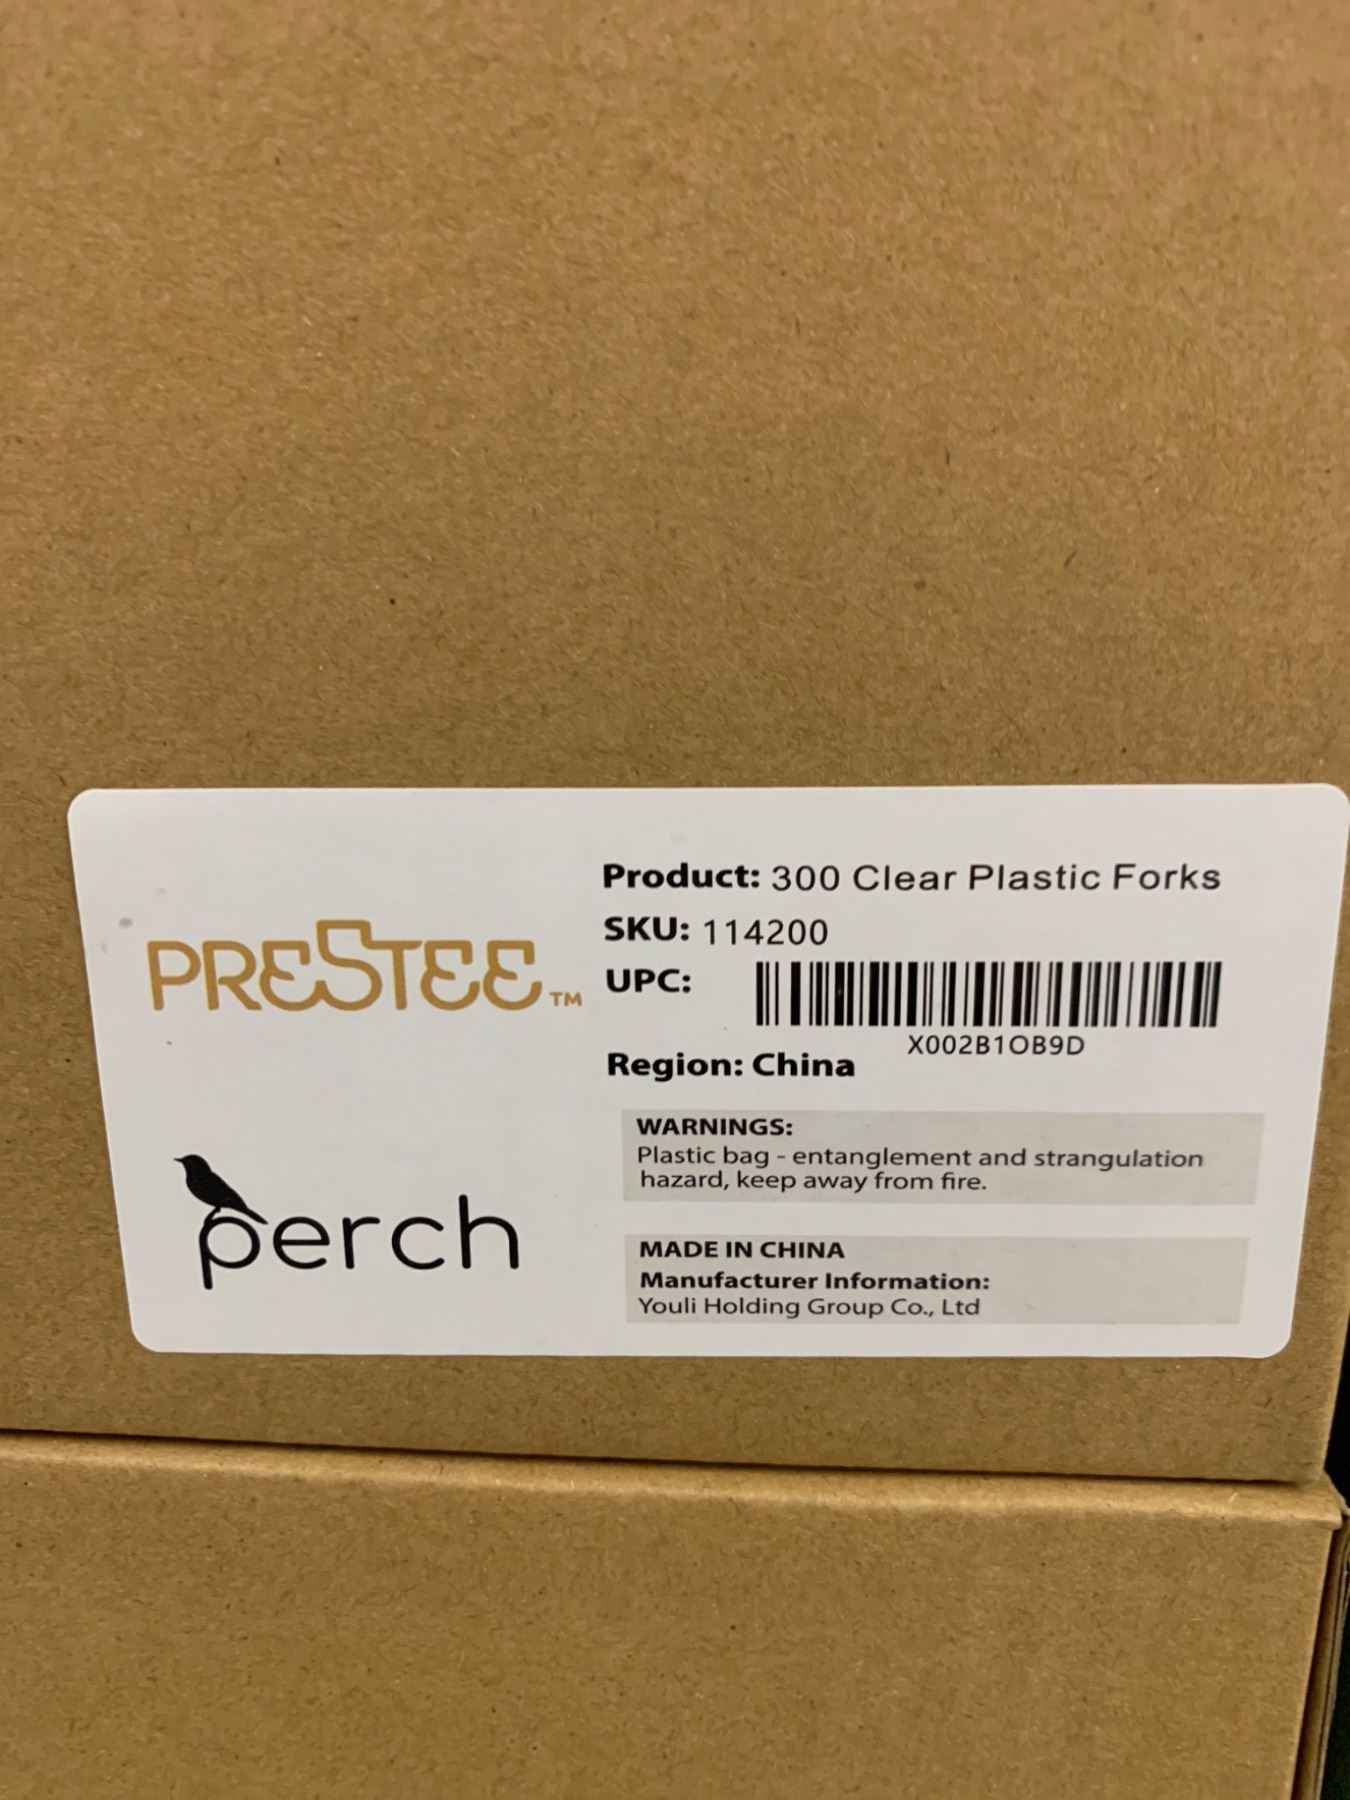 PRESTEE™
perch
Product: 300 Clear Plastic Forks
SKU: 114200
UPC:
X002B1OB9D
Region: China
WARNINGS:
Plastic bag - entanglement and strangulation
hazard, keep away from fire.
MADE IN CHINA
Manufacturer Information:
Youli Holding Group Co., Ltd